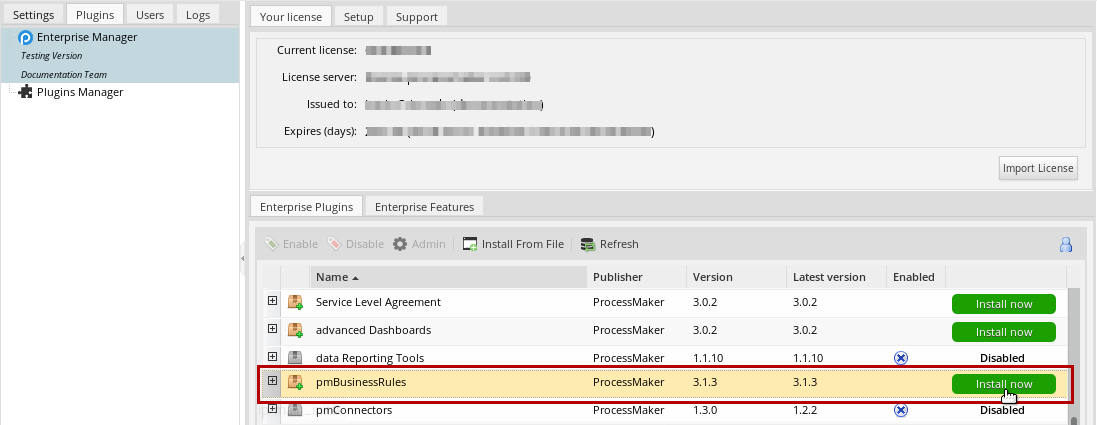 Settings Plugins Users Logs
Enterprise Manager
Testing Version
Documentation Team
Plugins Manager
Your license Setup Support
Current license:
License server:
Issued to:
Expires (days):
Import License
Enterprise Plugins Enterprise Features
Enable Disable Admin Install From File Refresh
Name Publisher Version Latest version Enabled
Service Level Agreement ProcessMaker 3.0.2 3.0.2 Install now
advanced Dashboards ProcessMaker 3.0.2 3.0.2 Install now
data Reporting Tools ProcessMaker 1.1.10 1.1.10 Disabled
pmBusinessRules ProcessMaker 3.1.3 3.1.3 Install now
pmConnectors ProcessMaker 1.3.0 1.2.2 Disabled